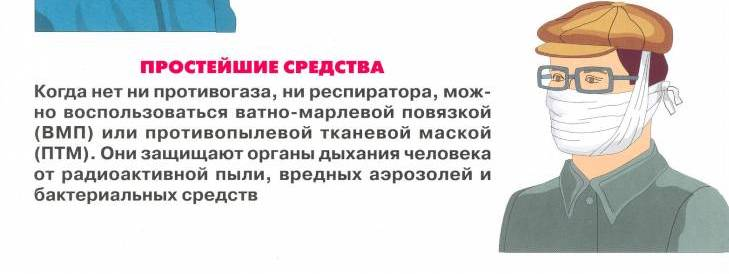 ПРОСТЕЙШИЕ СРЕДСТВА
Когда нет ни противогаза, ни респиратора, мож-
но воспользоваться ватно-марлевой повязкой
(ВМП) или противопылевой тканевой маской
(ПТМ). Они защищают органы дыхания человека
от радиоактивной пыли, вредных аэрозолей и
бактериальных средств